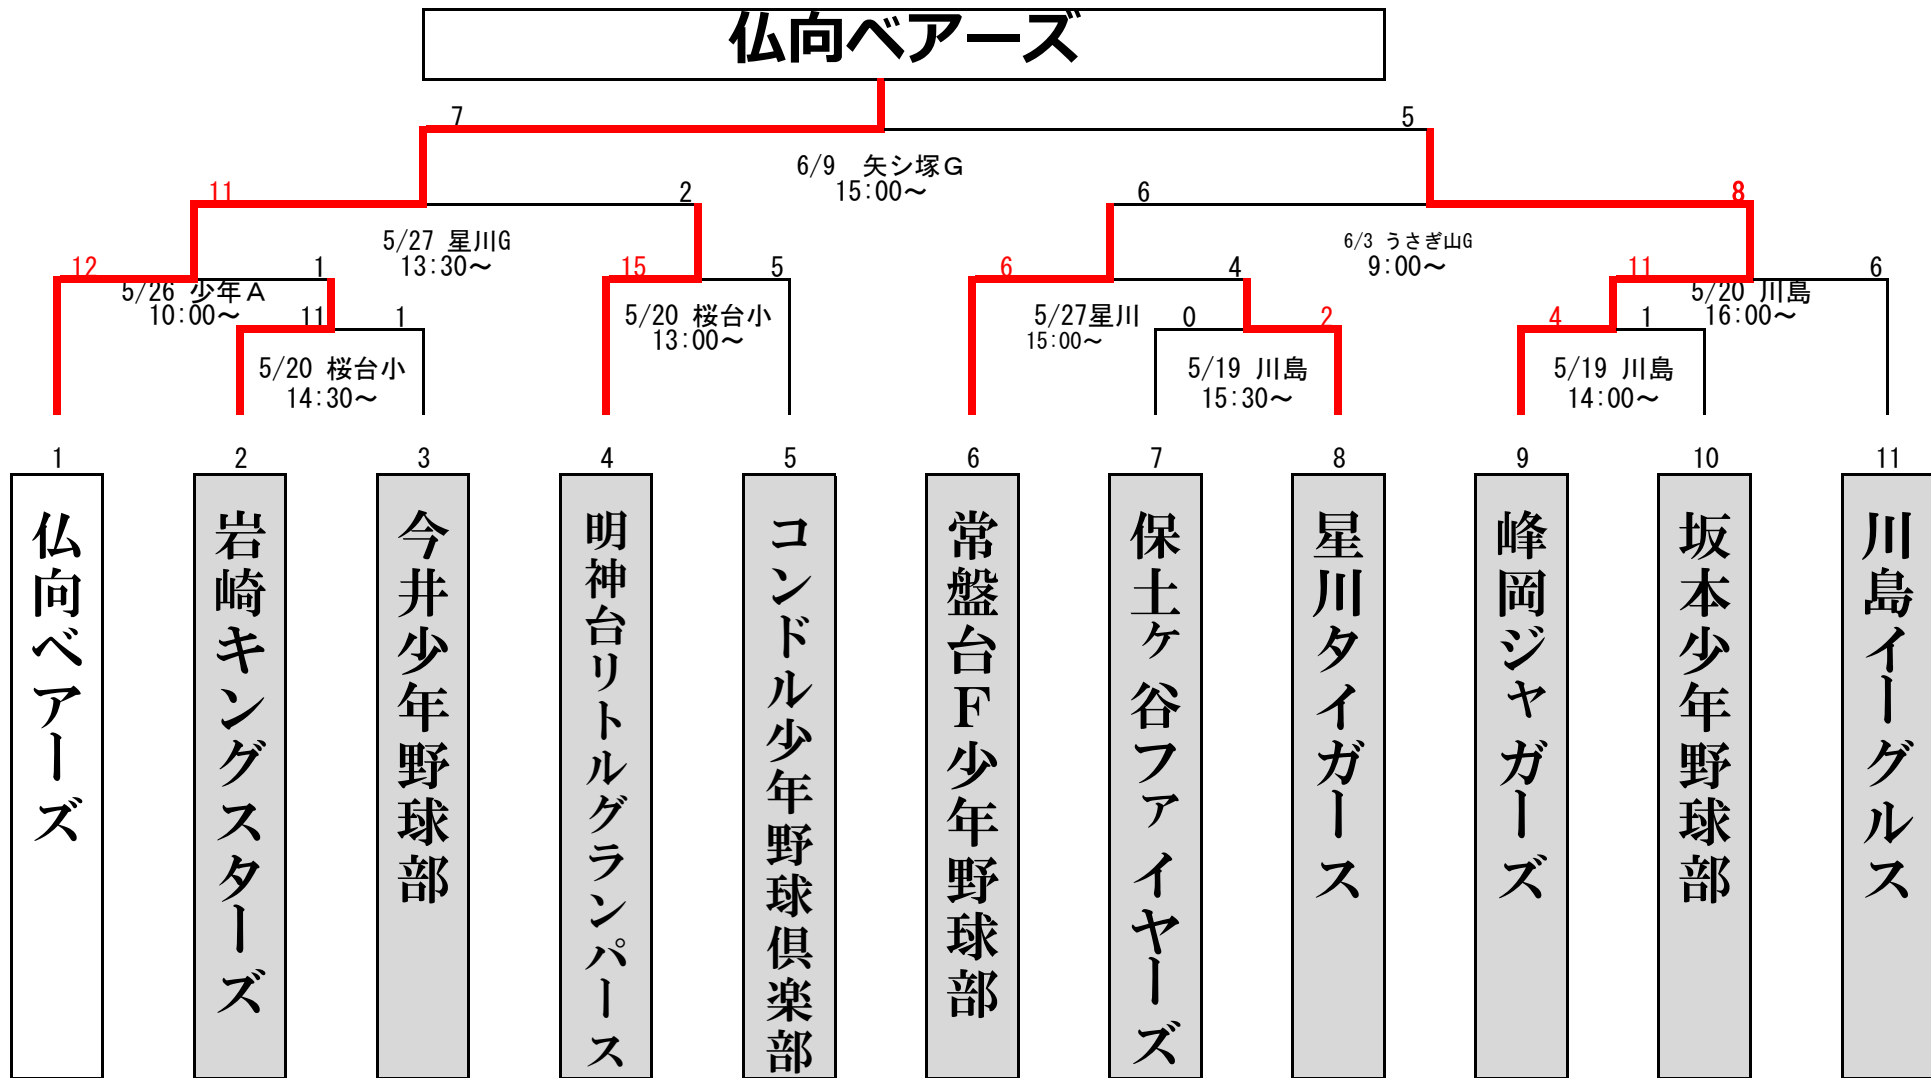 仏向ベアーズ
7
5
6/9 矢シ塚G
15:00～
11
2
6
8
5/27 星川G
13:30～
6/3 うさぎ山G
9:00～
12
1
15
5
6
4
11
6
5/26 少年A
10:00～
5/20 桜台小
13:00～
5/27星川
15:00～
5/20 川島
16:00～
11
1
0
2
4
1
5/20 桜台小
14:30～
5/19 川島
15:30～
5/19 川島
14:00～
1
2
3
4
5
6
7
8
9
10
11
仏向ベアーズ
岩崎キングスターズ
今井少年野球部
明神台リトルグランパース
コンドル少年野球倶楽部
常盤台F少年野球部
保土ケ谷ファイヤーズ
星川タイガース
峰岡ジャガーズ
坂本少年野球部
川島イーグルス